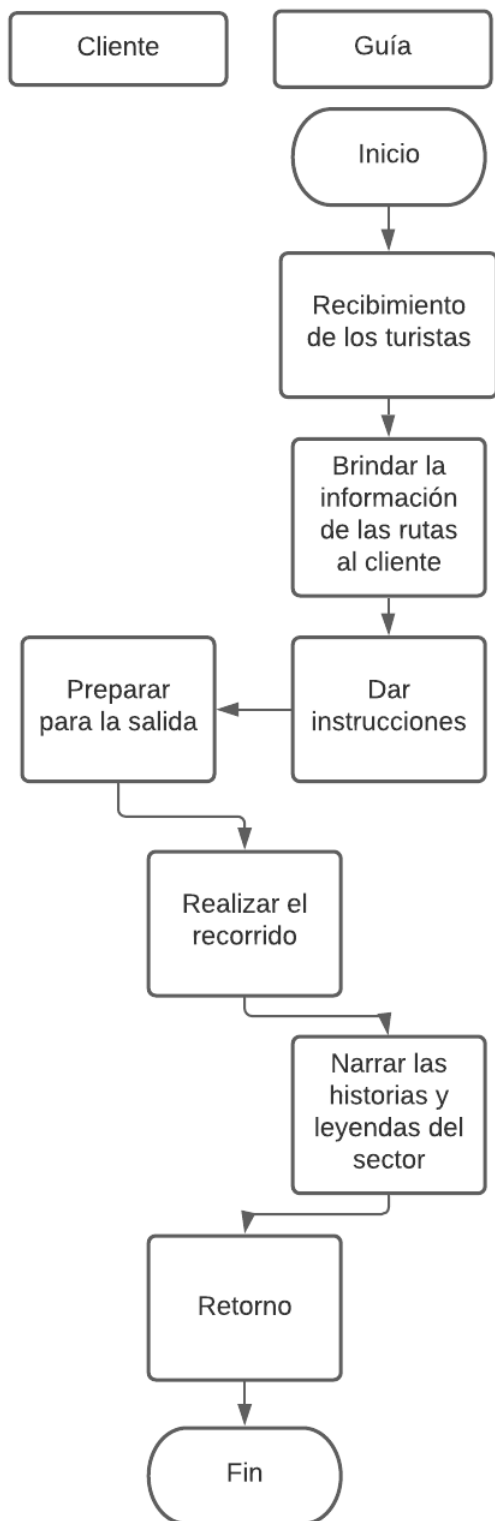 Cliente
Guía
Inicio
Recibimiento
de los turistas
Brindar la
información
de las rutas
al cliente
Preparar
para la salida
Dar
instrucciones
Realizar el
recorrido
Narrar las
historias y
leyendas del
sector
Retorno
Fin